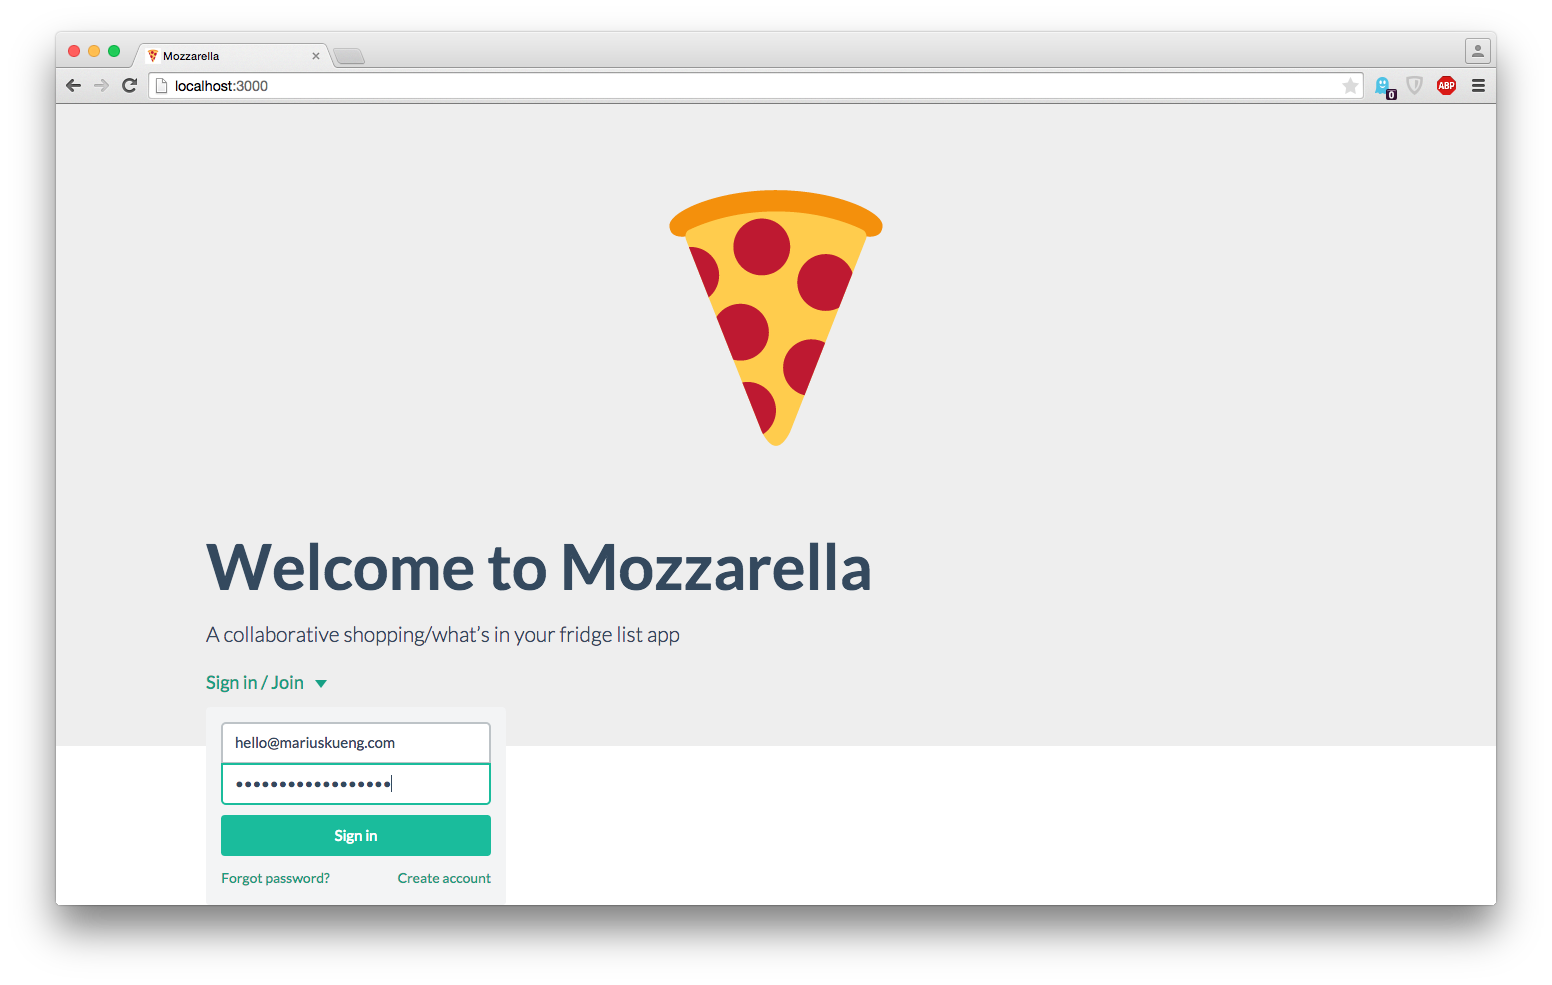 Mozzarella
localhost:3000
0
ABP
Welcome to Mozzarella
A collaborative shopping/what's in your fridge list app
Sign in / Join
hello@mariuskueng.com
••••••••••••••••••
Sign in
Forgot password? Create account